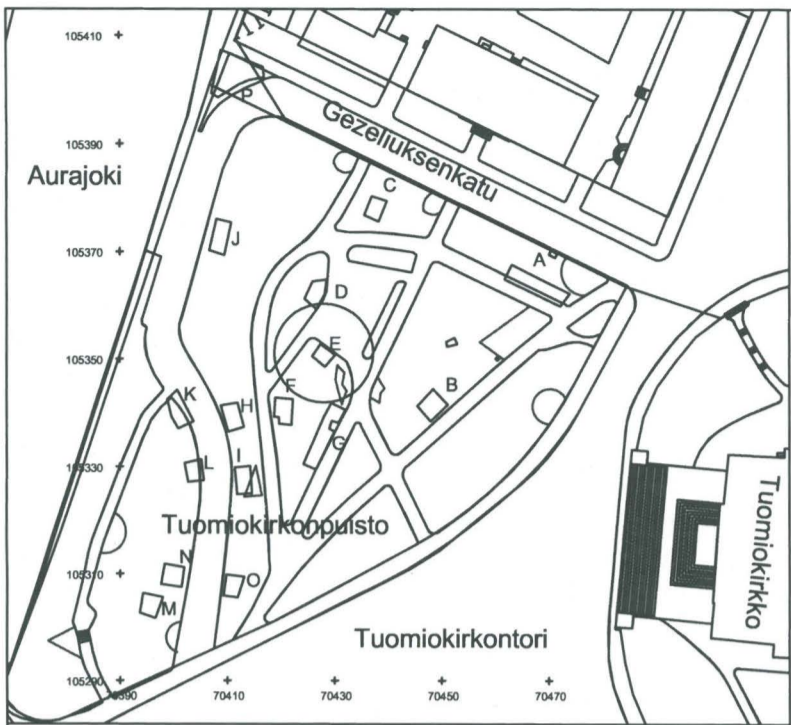 105410
P
Gezeliuksenkatu
105390
Aurajoki
C
105370
J
A
D
105350
E
K
H
F
B
G
105330
L
I
Tuomiokirkonpuisto
Tuomiokirkko
105310
N
O
M
Tuomiokirkontori
105290
70390
70410
70430
70450
70470